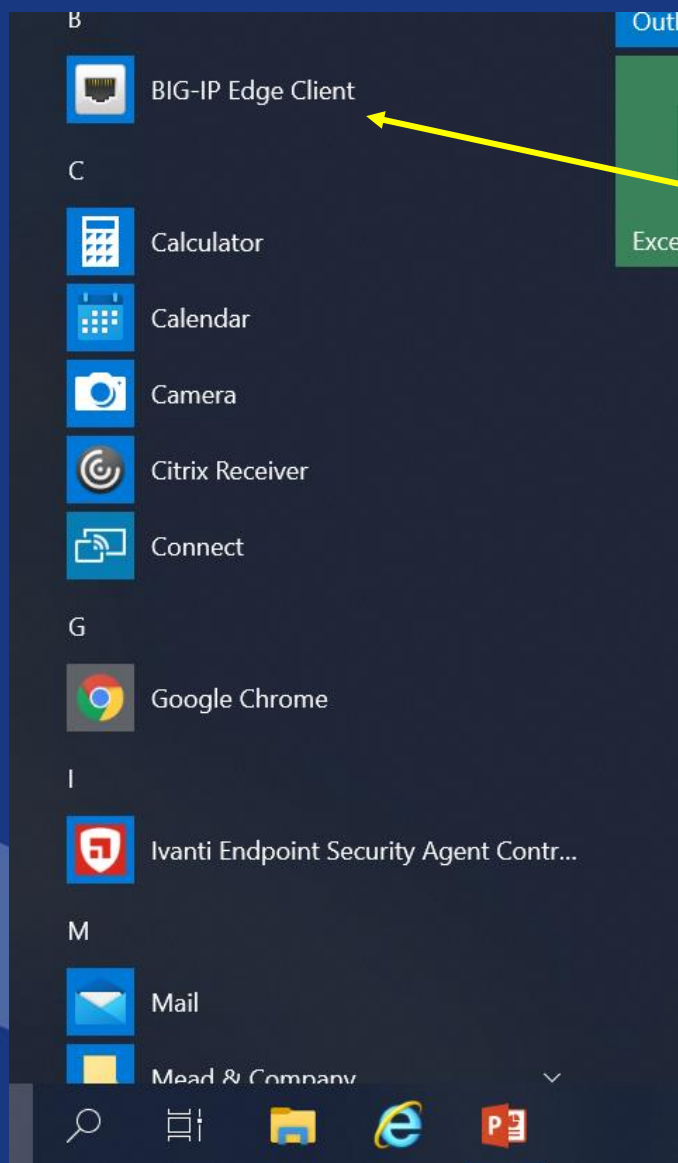 B
Outl
BIG-IP Edge Client
C
Calculator
Exce
Calendar
Camera
Citrix Receiver
Connect
G
Google Chrome
I
Ivanti Endpoint Security Agent Contr...
M
Mail
Mead & Company